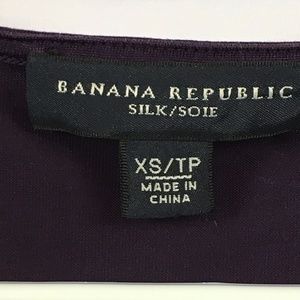 BANANA REPUBLIC
SILK/SOIE
XS/TP
MADE IN
CHINA